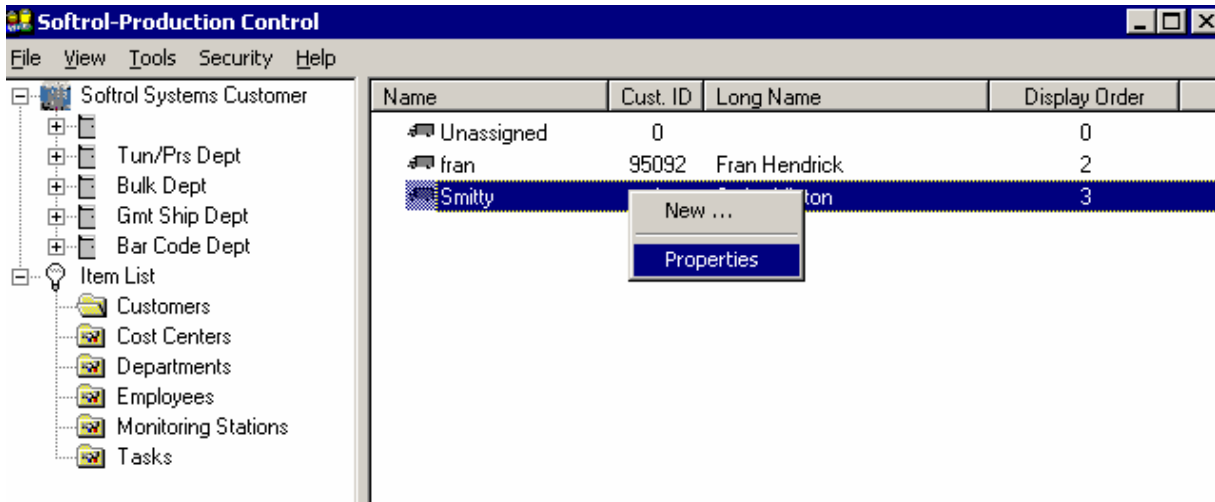 Softrol-Production Control
File View Tools Security Help
Softrol Systems Customer
Tun/Prs Dept
Bulk Dept
Gmt Ship Dept
Bar Code Dept
Item List
Customers
Cost Centers
Departments
Employees
Monitoring Stations
Tasks
Name Cust. ID Long Name Display Order
Unassigned 0 0
fran 95092 Fran Hendrick 2
Smitty 3
New ...
Properties